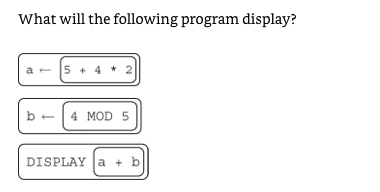 What will the following program display?
a ← 5 + 4 * 2
b ← 4 MOD 5
DISPLAY a + b